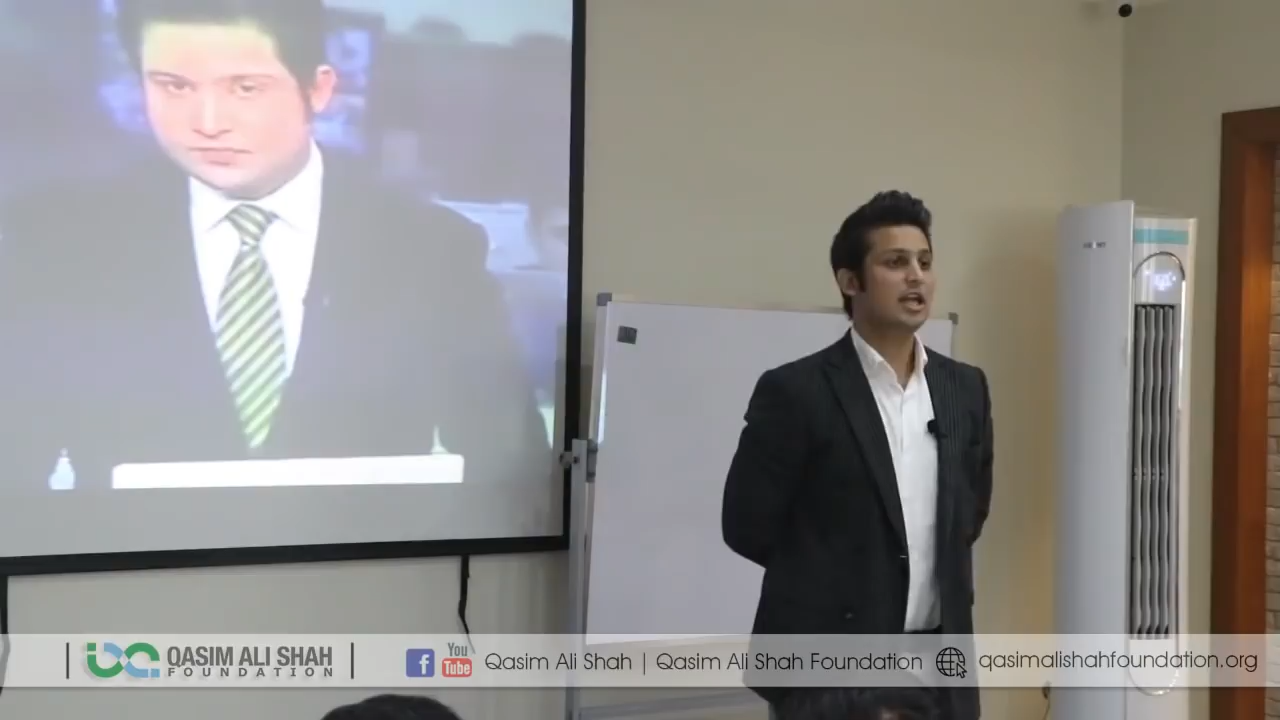 QASIM ALI SHAH
FOUNDATION
f You Tube Qasim Ali Shah | Qasim Ali Shah Foundation qasimalishahfoundation.org